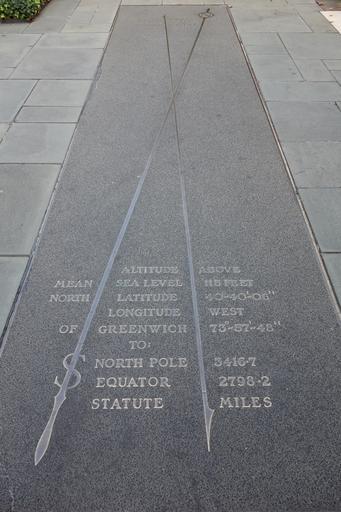 ALTITUDE ABOVE
MEAN SEA LEVEL 115 FEET
NORTH LATITUDE 40-40-06"
LONGITUDE WEST
OF GREENWICH 73-57-48"
TO:
NORTH POLE 3416·7
S EQUATOR 2798·2
STATUTE MILES